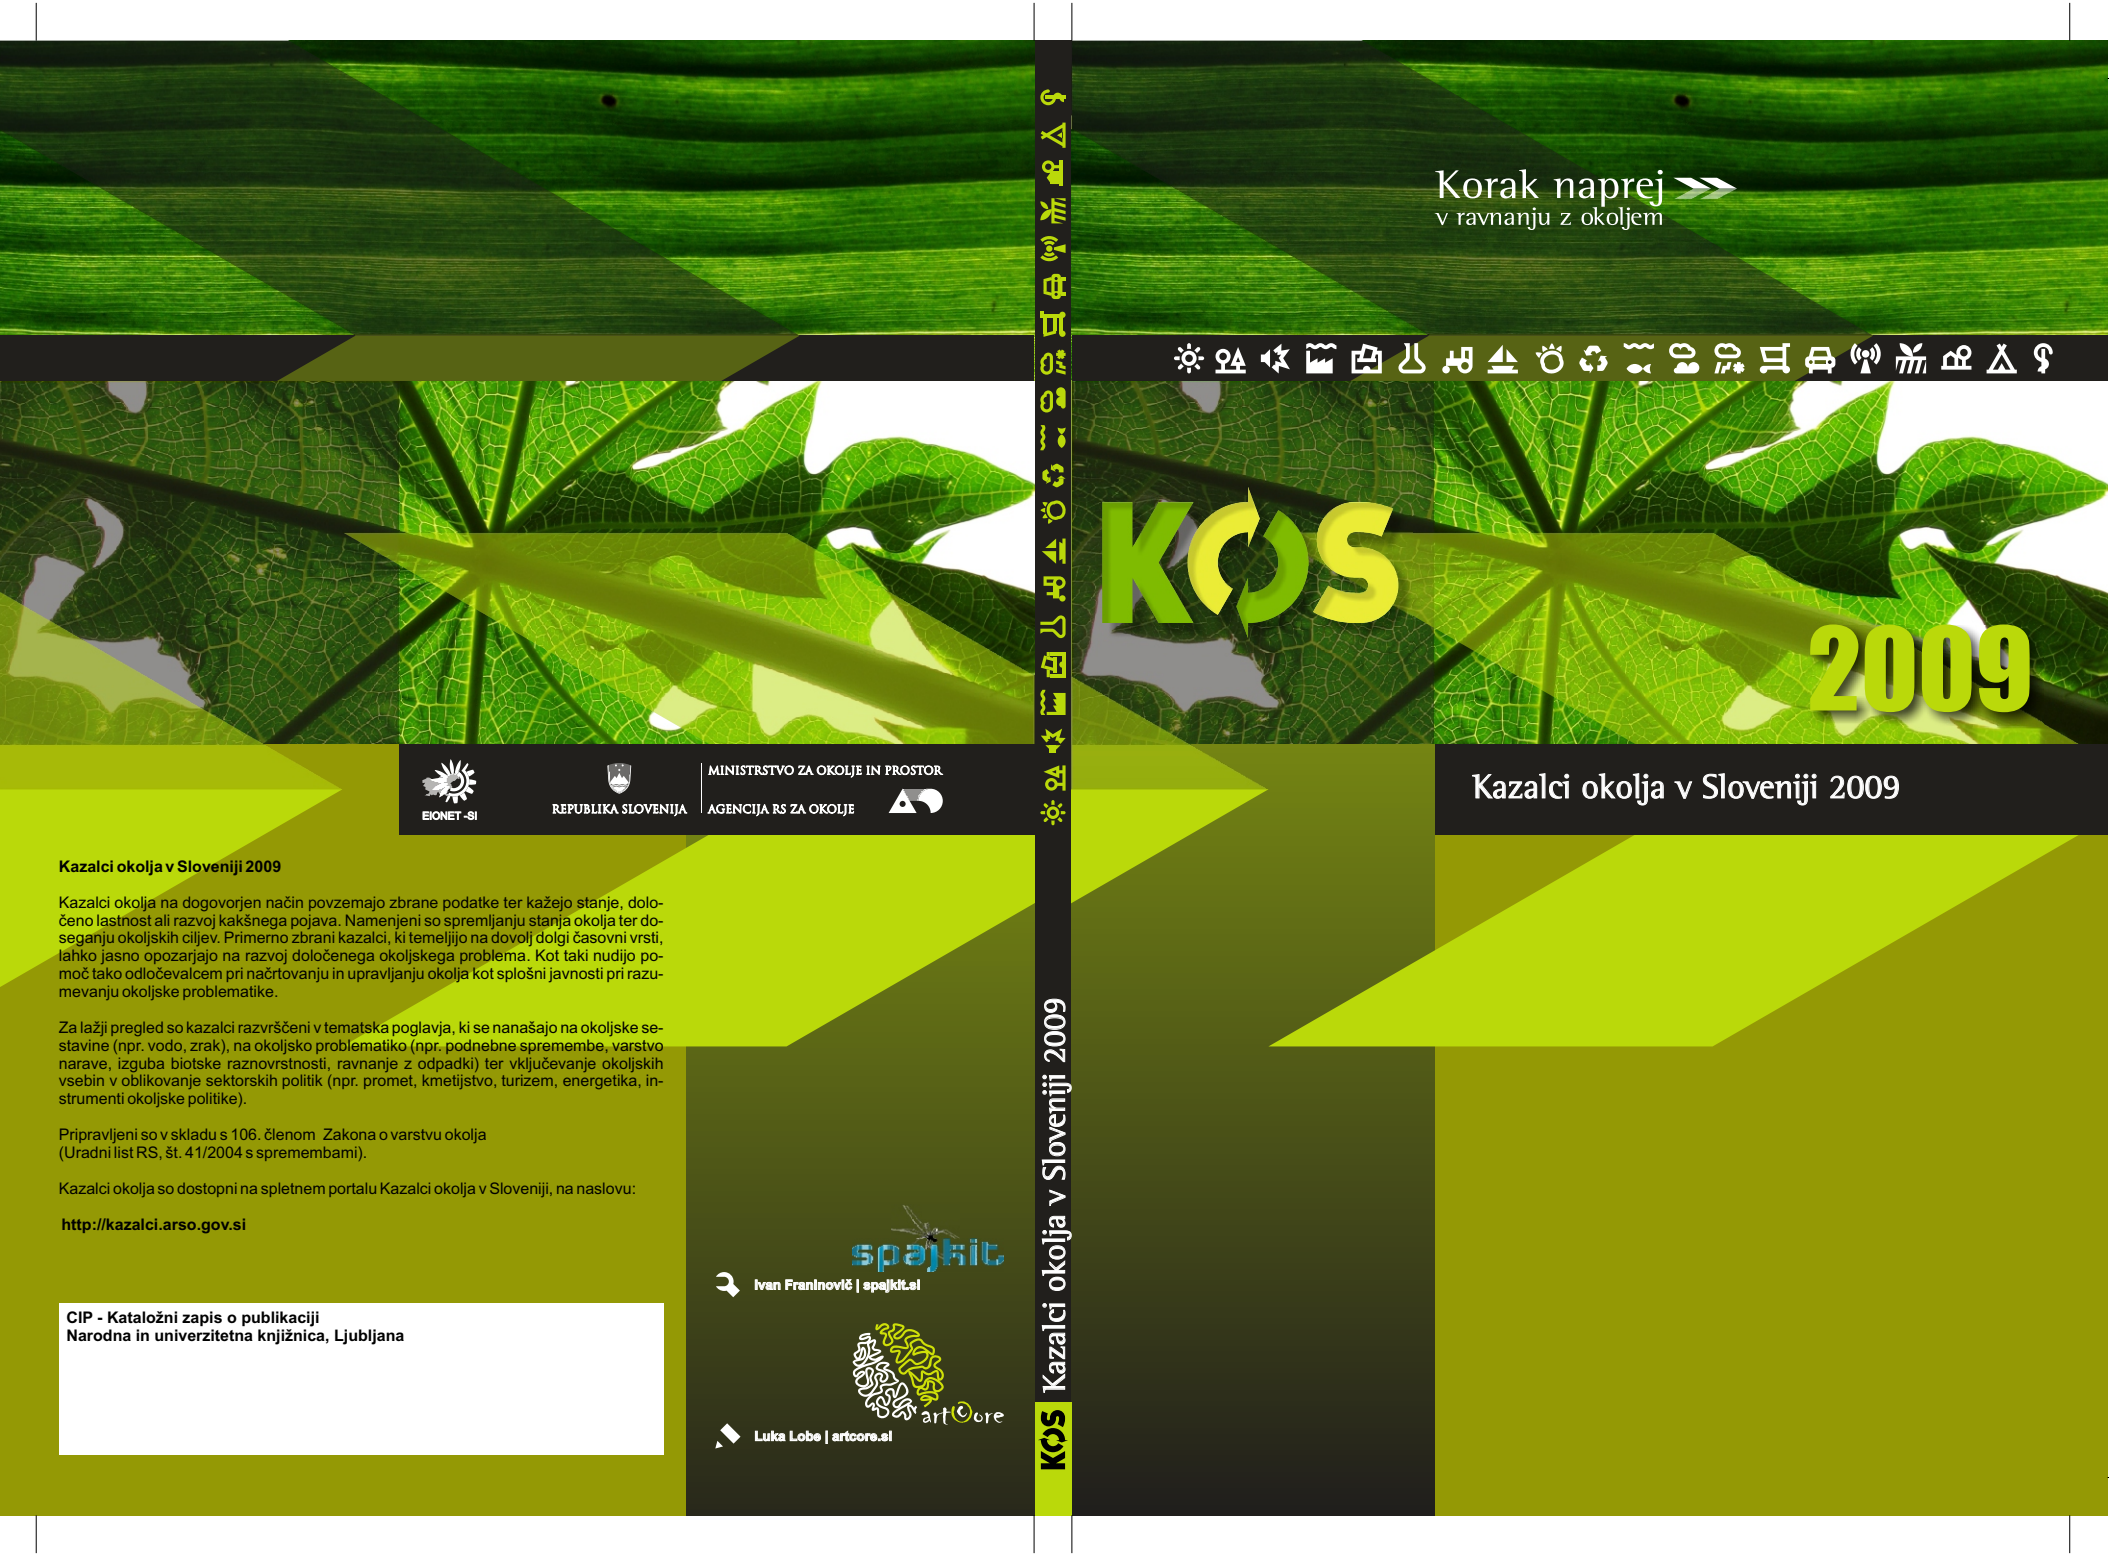 Korak naprej
v ravnanju z okoljem
KOS
2009
Kazalci okolja v Sloveniji 2009
EIONET -SI
REPUBLIKA SLOVENIJA
MINISTRSTVO ZA OKOLJE IN PROSTOR
AGENCIJA RS ZA OKOLJE
Kazalci okolja v Sloveniji 2009
Kazalci okolja na dogovorjen način povzemajo zbrane podatke ter kažejo stanje, dolo-
čeno lastnost ali razvoj kakšnega pojava. Namenjeni so spremljanju stanja okolja ter do-
seganju okoljskih ciljev. Primerno zbrani kazalci, ki temeljijo na dovolj dolgi časovni vrsti,
lahko jasno opozarjajo na razvoj določenega okoljskega problema. Kot taki nudijo po-
moč tako odločevalcem pri načrtovanju in upravljanju okolja kot splošni javnosti pri razu-
mevanju okoljske problematike.
Za lažji pregled so kazalci razvrščeni v tematska poglavja, ki se nanašajo na okoljske se-
stavine (npr. vodo, zrak), na okoljsko problematiko (npr. podnebne spremembe, varstvo
narave, izguba biotske raznovrstnosti, ravnanje z odpadki) ter vključevanje okoljskih
vsebin v oblikovanje sektorskih politik (npr. promet, kmetijstvo, turizem, energetika, in-
strumenti okoljske politike).
Pripravljeni so v skladu s 106. členom Zakona o varstvu okolja
(Uradni list RS, št. 41/2004 s spremembami).
Kazalci okolja so dostopni na spletnem portalu Kazalci okolja v Sloveniji, na naslovu:
http://kazalci.arso.gov.si
CIP - Kataložni zapis o publikaciji
Narodna in univerzitetna knjižnica, Ljubljana
spajkit
Ivan Franinovič | spajkit.si
art©ore
Luka Lobe | artcore.si
KOS Kazalci okolja v Sloveniji 2009